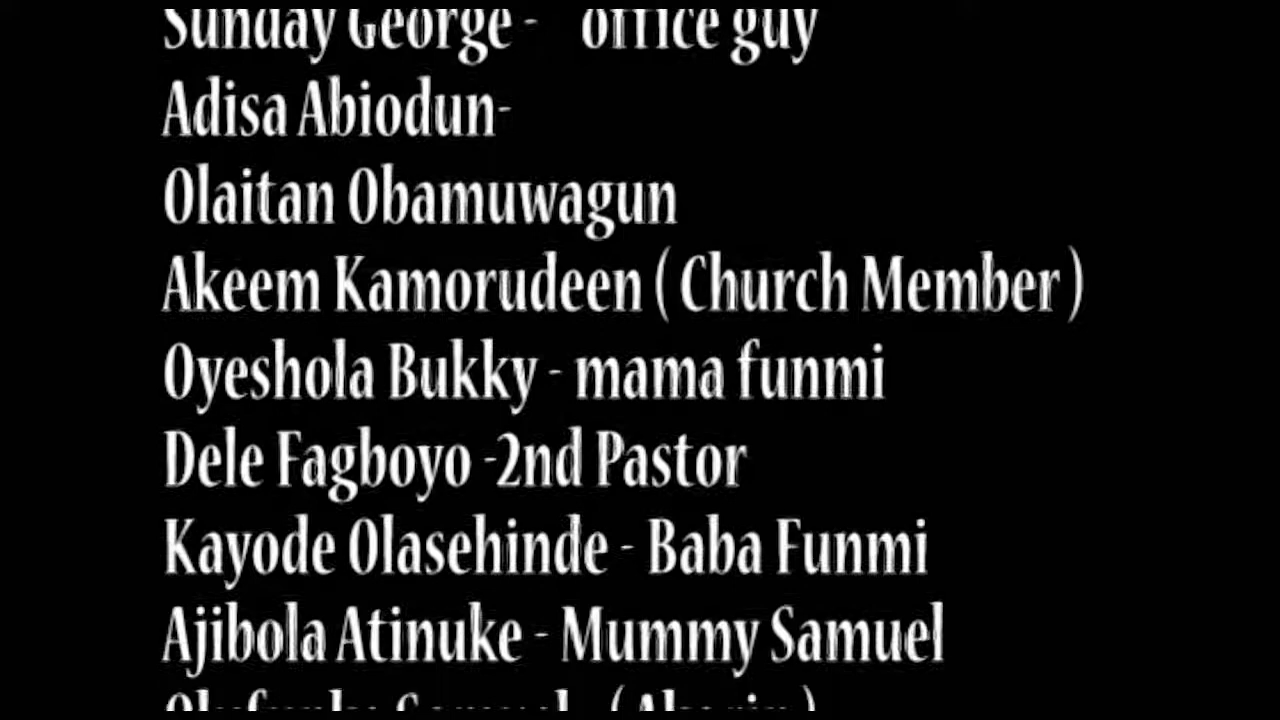 Sunday George - office guy
Adisa Abiodun-
Olaitan Obamuwagun
Akeem Kamorudeen ( Church Member )
Oyeshola Bukky - mama funmi
Dele Fagboyo -2nd Pastor
Kayode Olasehinde - Baba Funmi
Ajibola Atinuke - Mummy Samuel